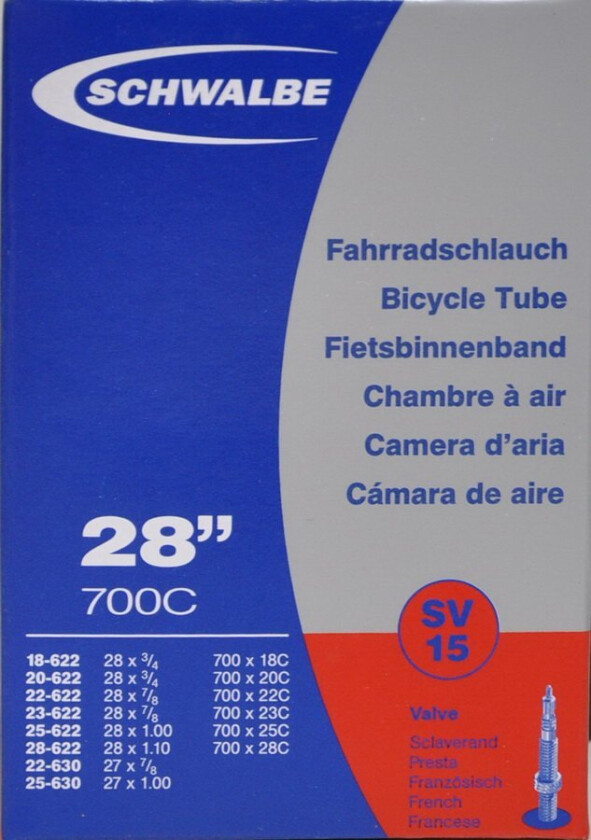 SCHWALBE
Fahrradschlauch
Bicycle Tube
Fietsbinnenband
Chambre à air
Camera d'aria
Cámara de aire
28”
700C
18-622 28 x 3/4 700 x 18C
20-622 28 x 3/4 700 x 20C
22-622 28 x 7/8 700 x 22C
23-622 28 x 7/8 700 x 23C
25-622 28 x 1.00 700 x 25C
28-622 28 x 1.10 700 x 28C
22-630 27 x 7/8
25-630 27 x 1.00
SV
15
Valve
Sclaverand
Presta
Französisch
French
Francese